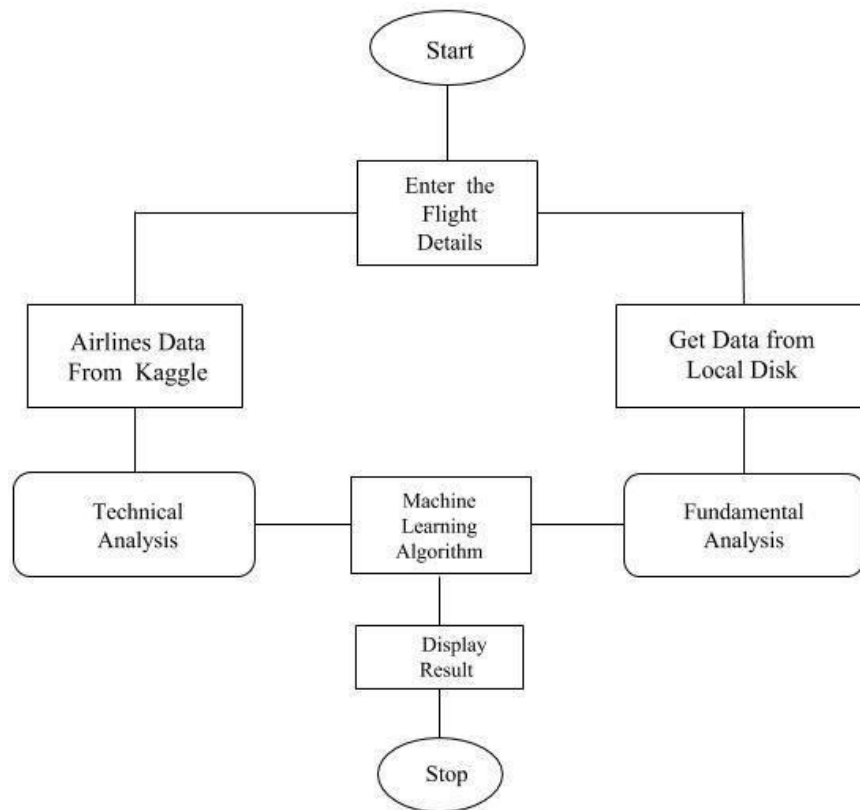 Start
Enter the
Flight
Details
Airlines Data
From Kaggle
Get Data from
Local Disk
Technical
Analysis
Machine
Learning
Algorithm
Fundamental
Analysis
Display
Result
Stop